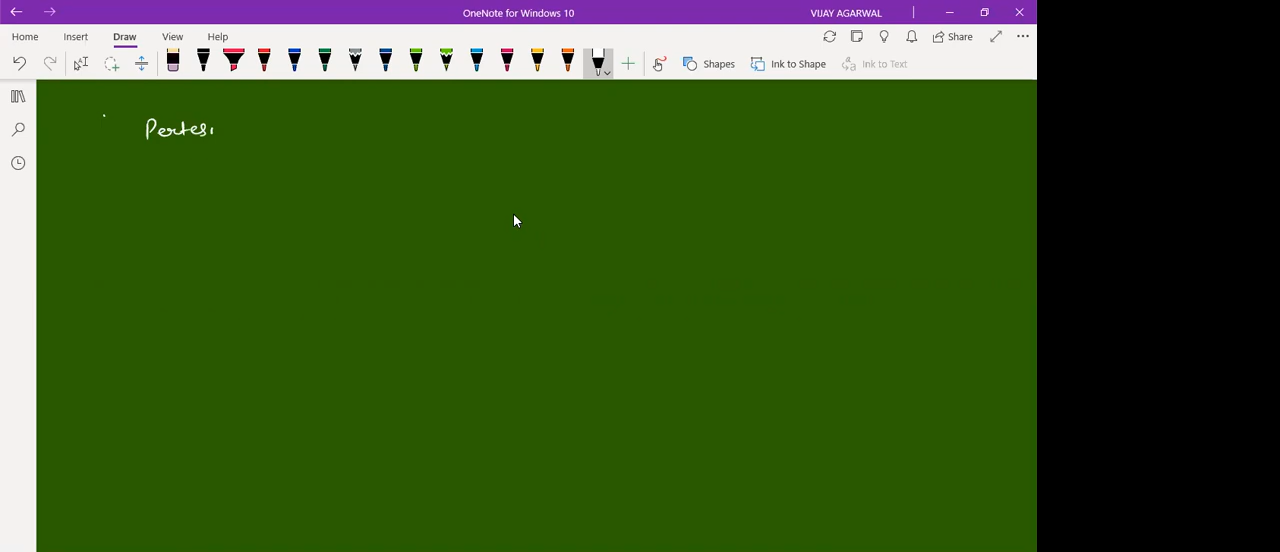 OneNote for Windows 10
VIJAY AGARWAL
Home Insert Draw View Help
Share
Shapes Ink to Shape Ink to Text
Pertesi